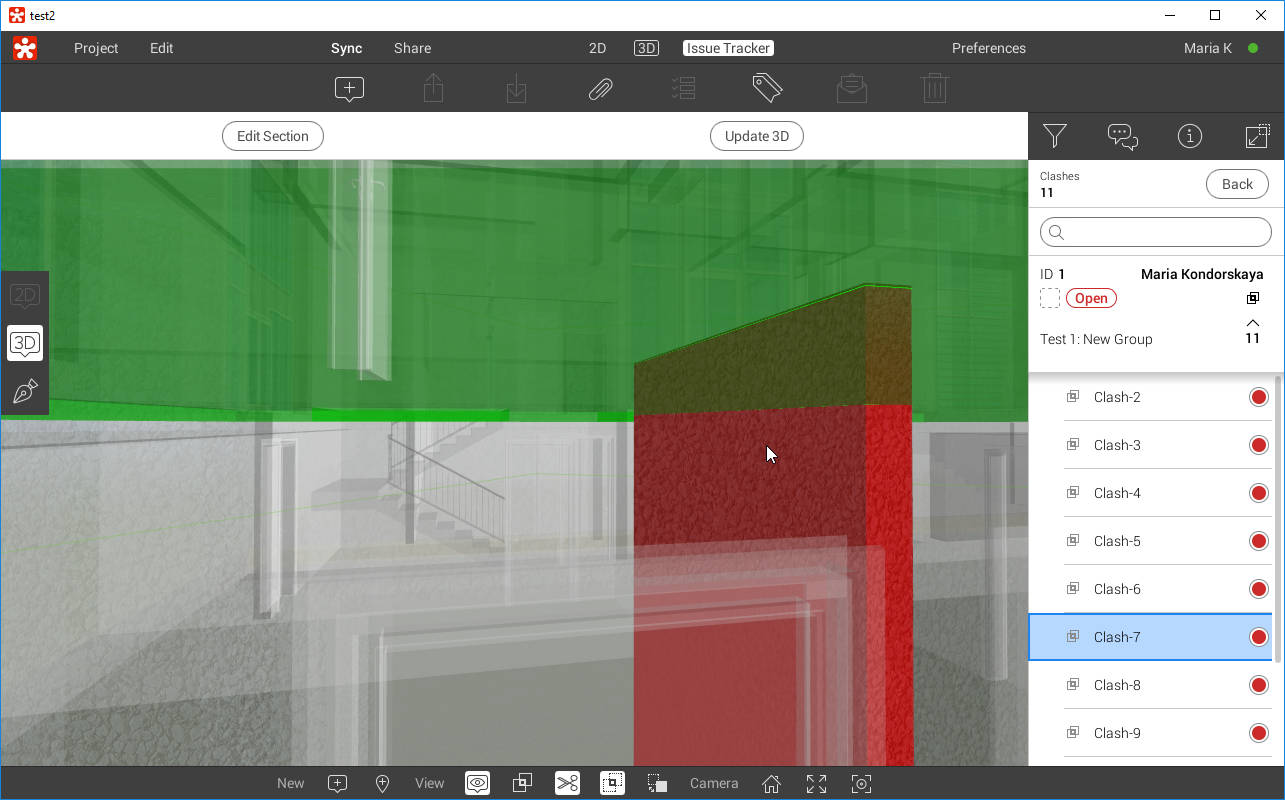 test2
Project Edit Sync Share 2D 3D Issue Tracker Preferences Maria K
Edit Section Update 3D
Clashes
11
Back
ID 1 Maria Kondorskaya
Open
Test 1: New Group 11
2D
3D
Clash-2
Clash-3
Clash-4
Clash-5
Clash-6
Clash-7
Clash-8
Clash-9
New View Camera